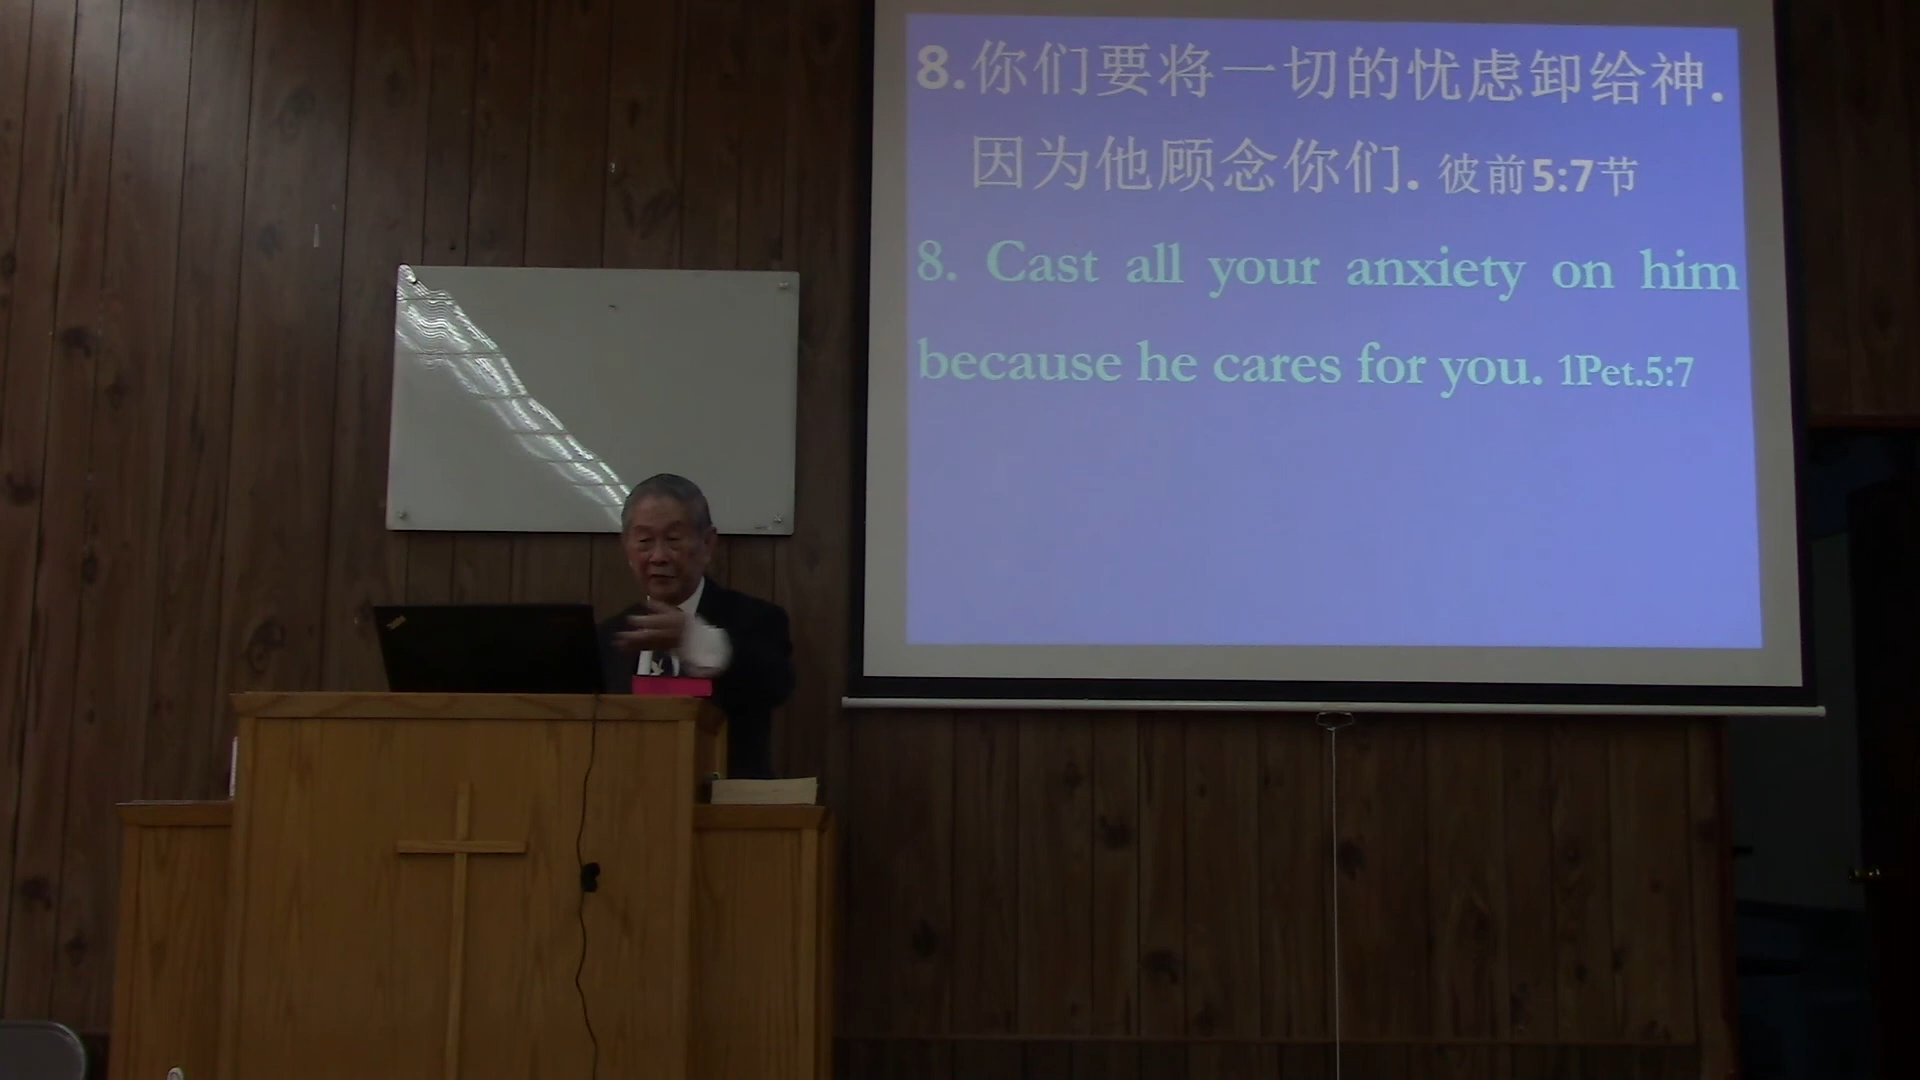 8.你们要将一切的忧虑卸给神.
因为他顾念你们. 彼前5:7节
8. Cast all your anxiety on him
because he cares for you. 1Pet.5:7